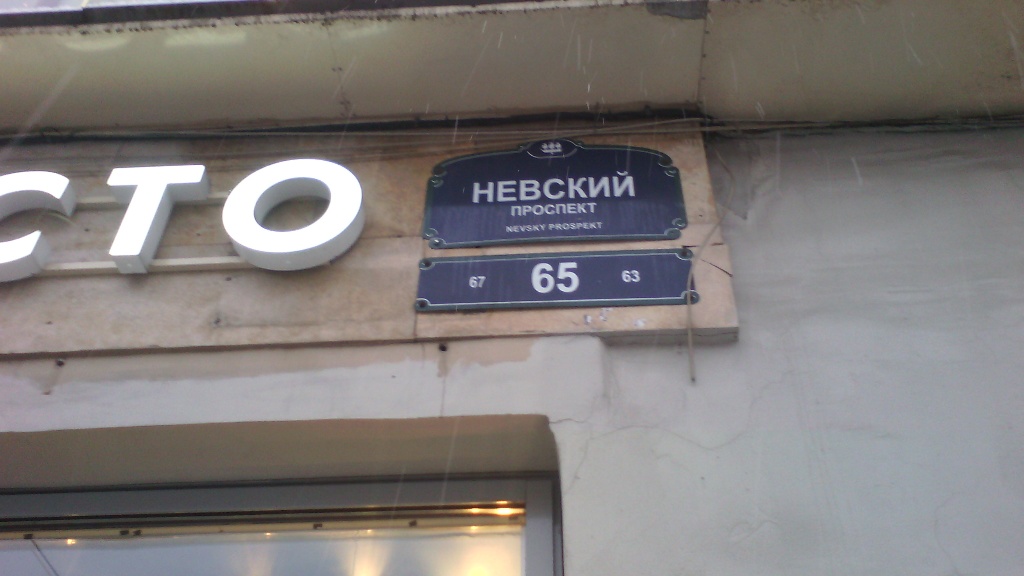 СТО
НЕВСКИЙ
ПРОСПЕКТ
NEVSKY PROSPEKT
67 65 63